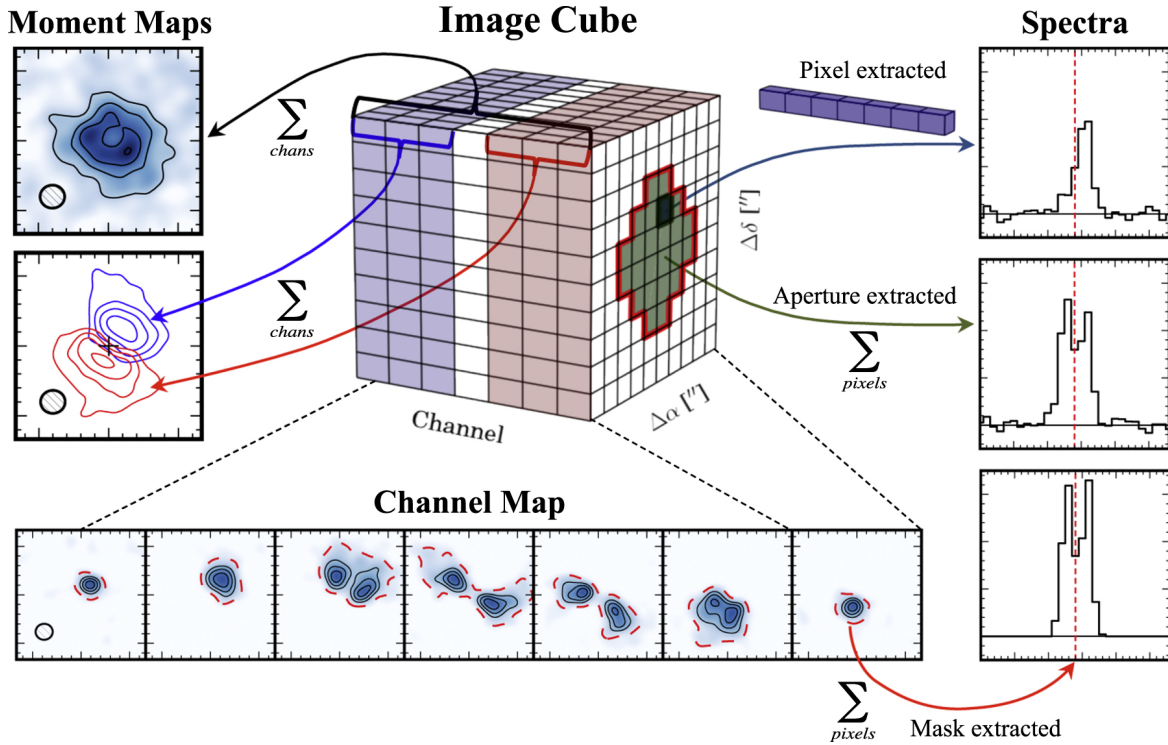 Moment Maps
Image Cube
Spectra
Pixel extracted
∑
chans
Δδ ["]
∑
chans
Aperture extracted
∑
pixels
Δα ["]
Channel
Channel Map
∑
pixels
Mask extracted